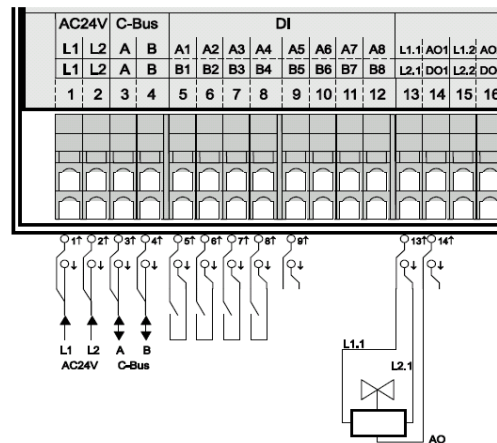 AC24V C-Bus DI
L1 L2 A B A1 A2 A3 A4 A5 A6 A7 A8 L1.1 AO1 L1.2 AO
L1 L2 A B B1 B2 B3 B4 B5 B6 B7 B8 L2.1 DO1 L2.2 DO
1 2 3 4 5 6 7 8 9 10 11 12 13 14 15 16
1↑ 2↑ 3↑ 4↑ 5↑ 6↑ 7↑ 8↑ 9↑ 13↑ 14↑
↓ ↓ ↓ ↓ ↓ ↓ ↓ ↓ ↓ ↓ ↓
L1 L2 A B
AC24V C-Bus
L1.1
L2.1
AO